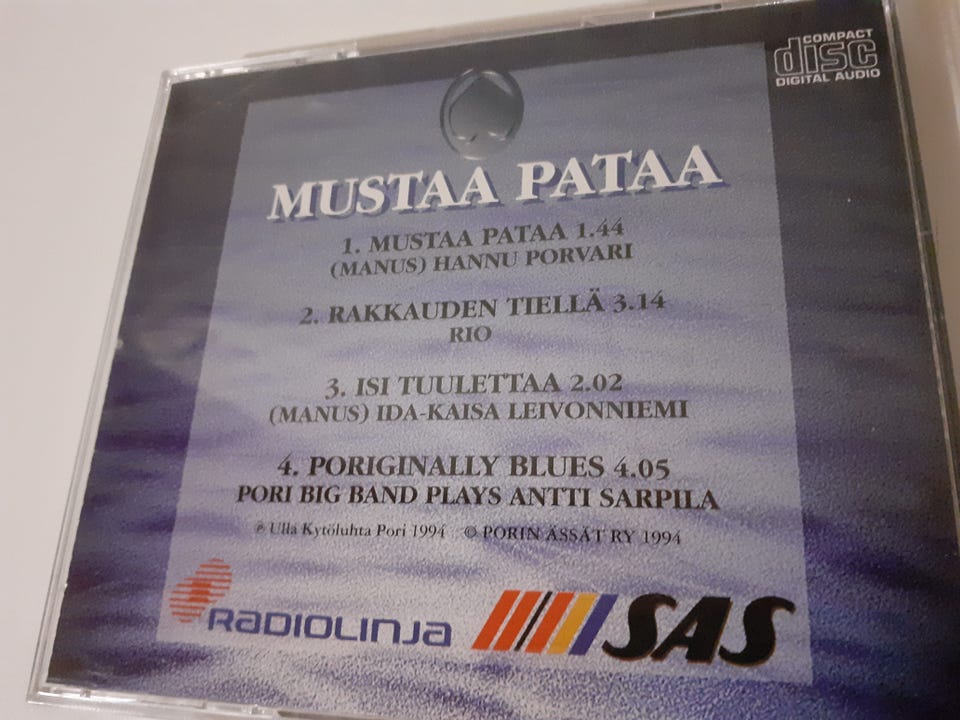 COMPACT
disc
DIGITAL AUDIO
MUSTAA PATAA
1. MUSTAA PATAA 1.44
(MANUS) HANNU PORVARI
2. RAKKAUDEN TIELLÄ 3.14
RIO
3. ISI TUULETTAA 2.02
(MANUS) IDA-KAISA LEIVONNIEMI
4. PORIGINALLY BLUES 4.05
PORI BIG BAND PLAYS ANTTI SARPILA
℗ Ulla Kytöluhta Pori 1994 © PORIN ÄSSÄT RY 1994
RADIOLINJA
SAS